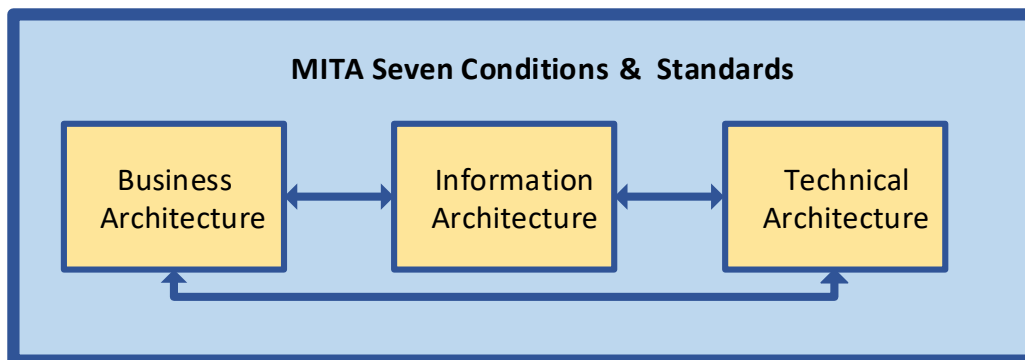 MITA Seven Conditions & Standards
Business
Architecture
Information
Architecture
Technical
Architecture